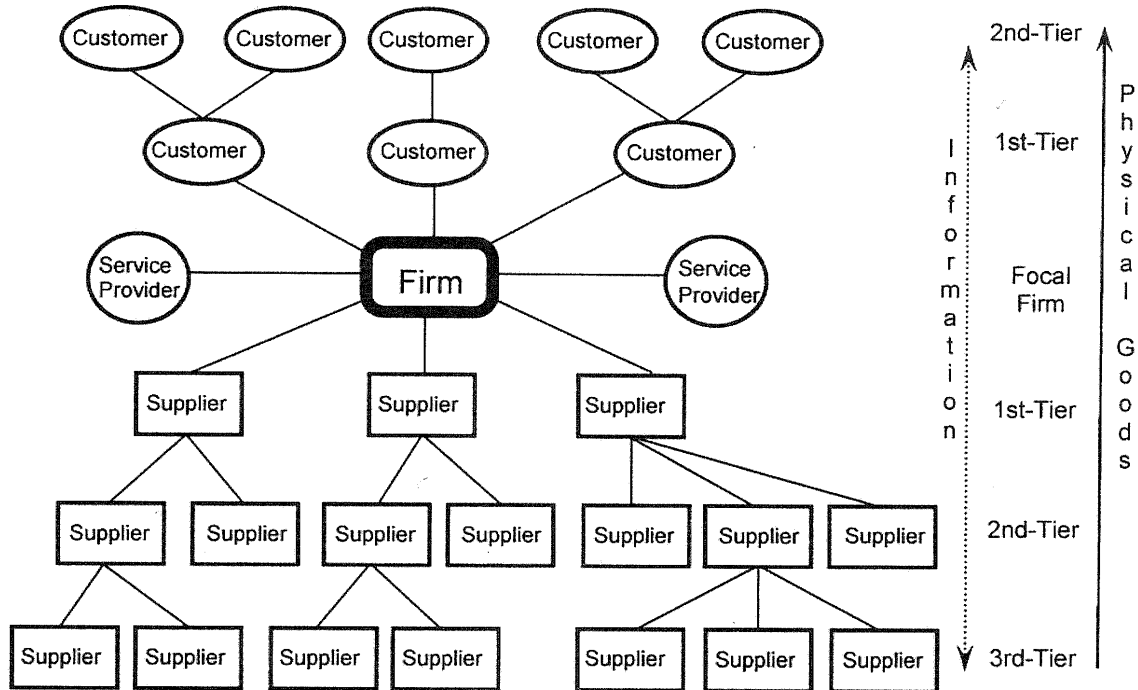 Customer
Customer
Customer
Customer
Customer
2nd-Tier
Customer
Customer
Customer
1st-Tier
Service
Provider
Firm
Service
Provider
Focal
Firm
Supplier
Supplier
Supplier
1st-Tier
Supplier
Supplier
Supplier
Supplier
Supplier
Supplier
Supplier
2nd-Tier
Supplier
Supplier
Supplier
Supplier
Supplier
Supplier
Supplier
3rd-Tier
Information
Physical Goods